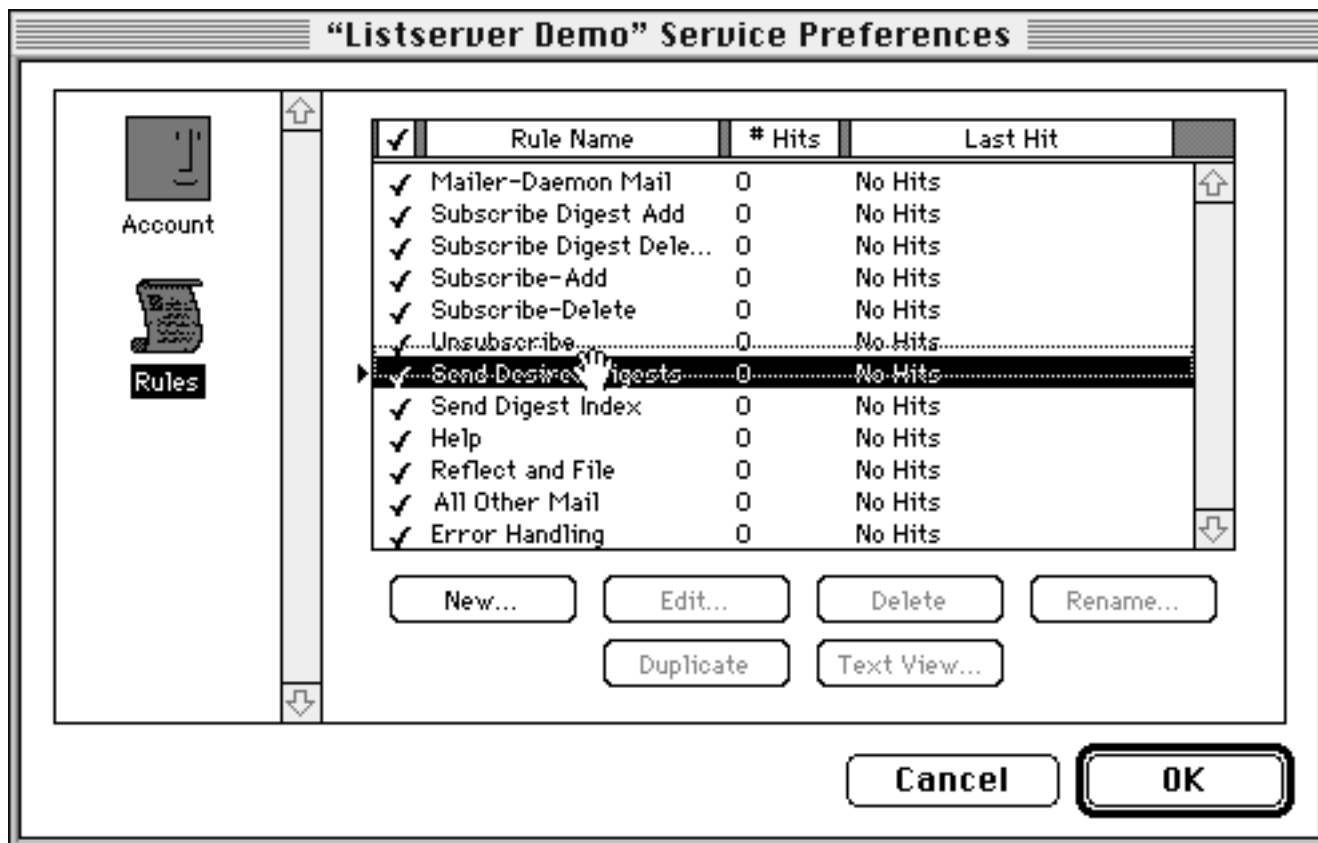 “Listserver Demo” Service Preferences
Account
Rules
✓ Rule Name # Hits Last Hit
✓ Mailer-Daemon Mail 0 No Hits
✓ Subscribe Digest Add 0 No Hits
✓ Subscribe Digest Dele... 0 No Hits
✓ Subscribe-Add 0 No Hits
✓ Subscribe-Delete 0 No Hits
✓ Unsubscribe 0 No Hits
✓ Send 0 No Hits
✓ Send Digest Index 0 No Hits
✓ Help 0 No Hits
✓ Reflect and File 0 No Hits
✓ All Other Mail 0 No Hits
✓ Error Handling 0 No Hits
New... Edit... Delete Rename...
Duplicate Text View...
Cancel OK